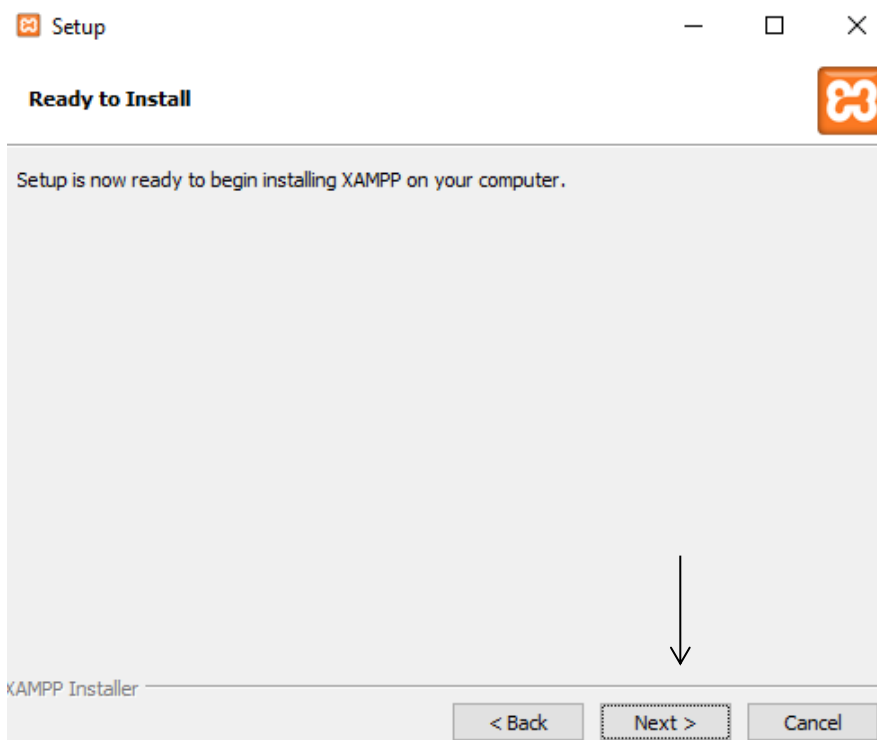 Setup
Ready to Install
Setup is now ready to begin installing XAMPP on your computer.
XAMPP Installer
< Back
Next >
Cancel